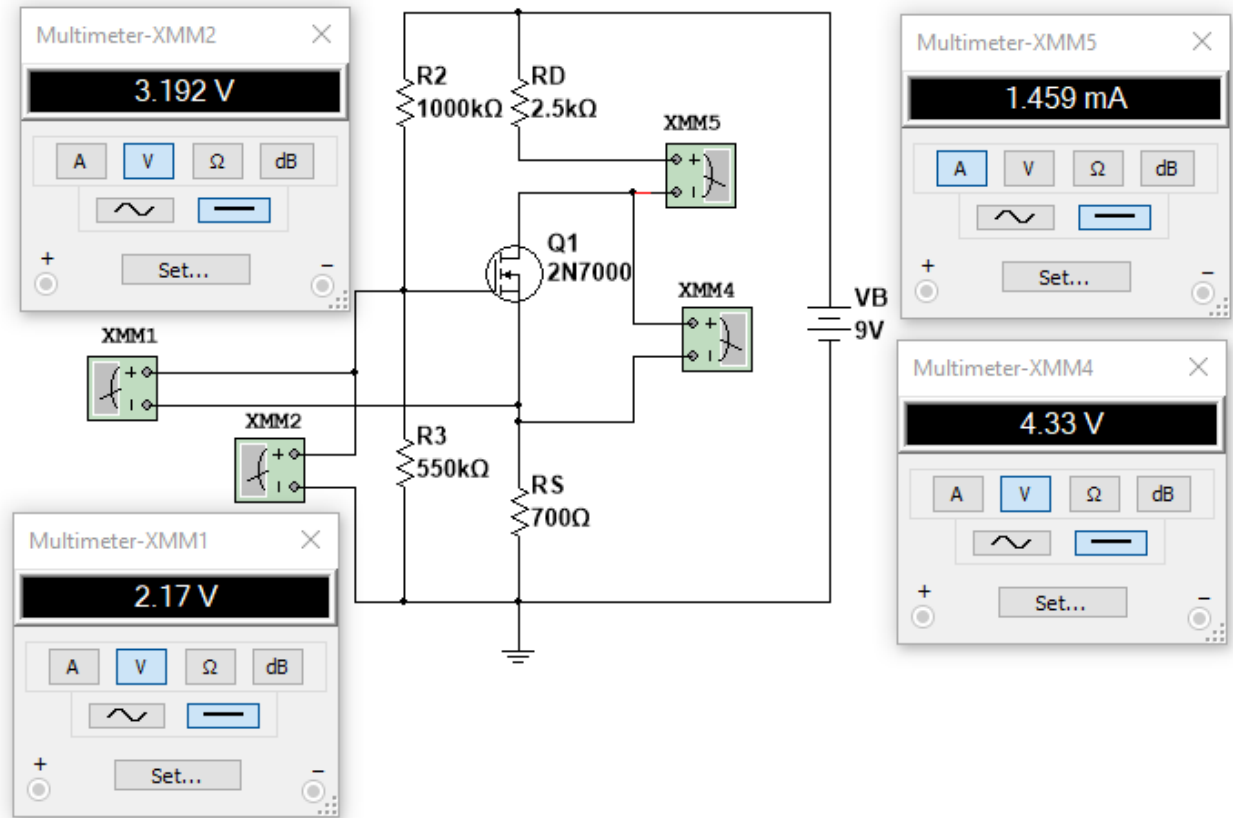 Multimeter-XMM2
3.192 V
A V Ω dB
+ Set... −
R2
1000kΩ
RD
2.5kΩ
XMM5
Multimeter-XMM5
1.459 mA
A V Ω dB
+ Set... −
Q1
2N7000
XMM4
VB
9V
XMM1
XMM2
R3
550kΩ
RS
700Ω
Multimeter-XMM4
4.33 V
A V Ω dB
+ Set... −
Multimeter-XMM1
2.17 V
A V Ω dB
+ Set... −